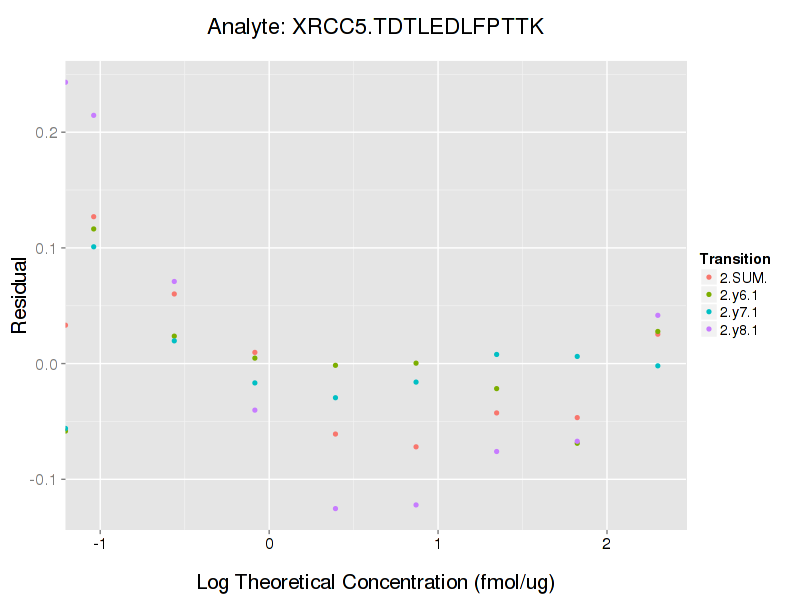 Analyte: XRCC5.TDTLEDLFPTTK
0.2
0.1
0.0
-0.1
Residual
-1 0 1 2
Log Theoretical Concentration (fmol/ug)
Transition
2.SUM.
2.y6.1
2.y7.1
2.y8.1